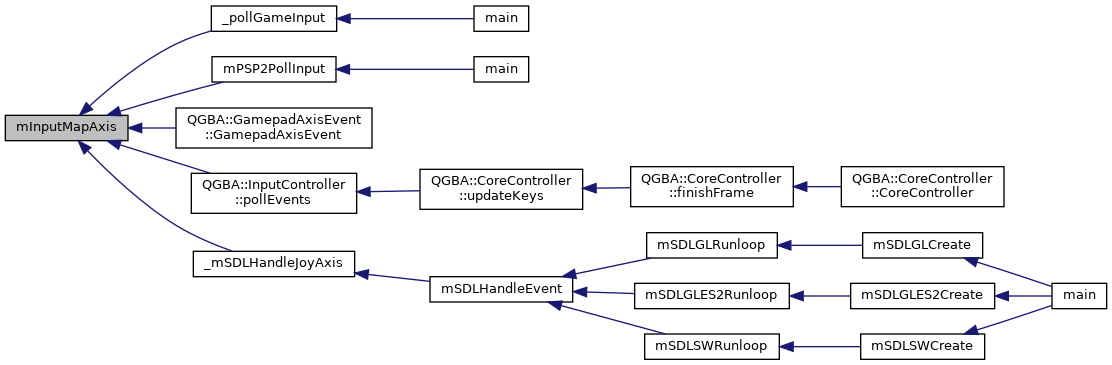 _pollGameInput
main
mPSP2PollInput
main
mInputMapAxis
QGBA::GamepadAxisEvent
::GamepadAxisEvent
QGBA::InputController
::pollEvents
QGBA::CoreController
::updateKeys
QGBA::CoreController
::finishFrame
QGBA::CoreController
::CoreController
_mSDLHandleJoyAxis
mSDLHandleEvent
mSDLGLRunloop
mSDLGLCreate
mSDLGLES2Runloop
mSDLGLES2Create
main
mSDLSWRunloop
mSDLSWCreate